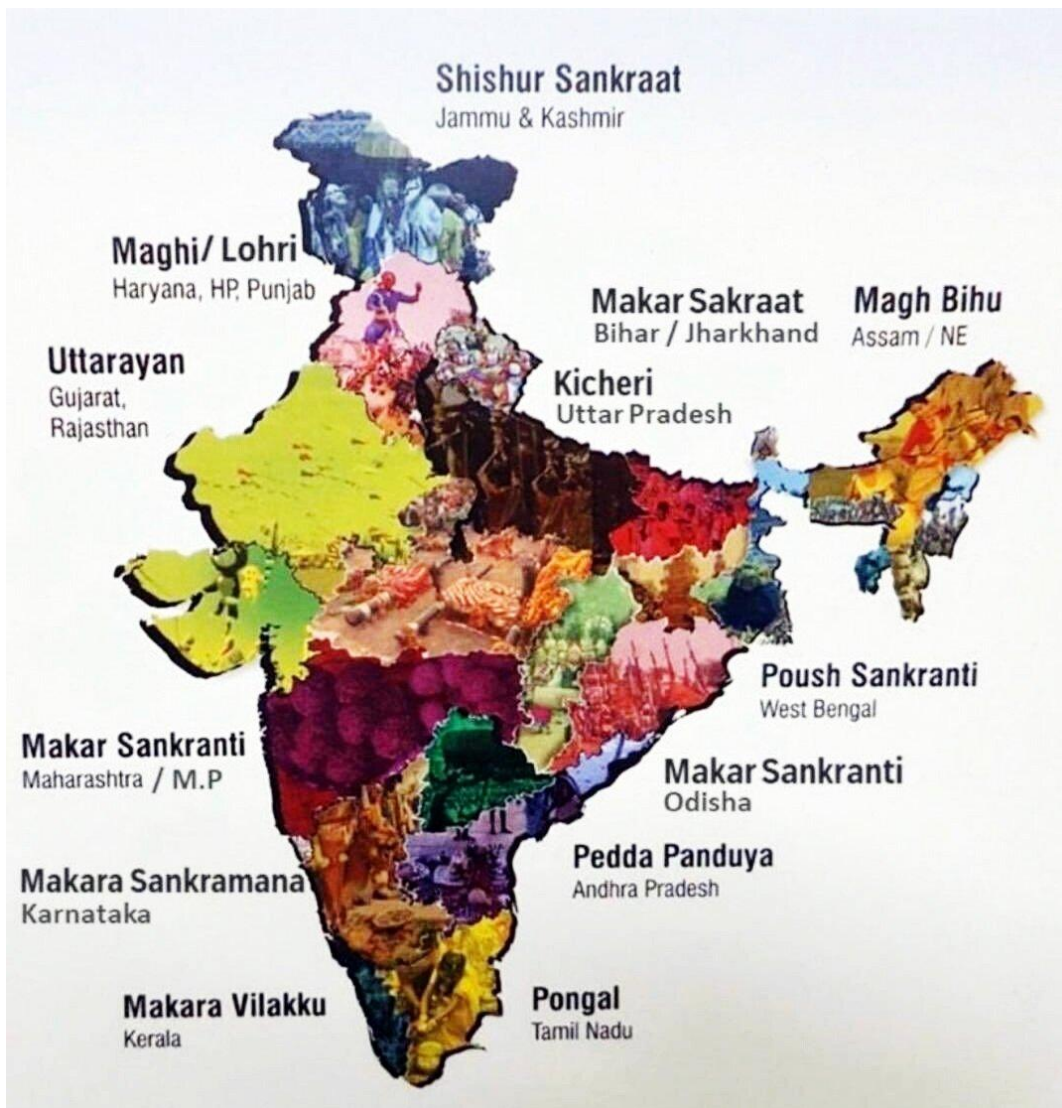 Shishur Sankraat
Jammu & Kashmir
Maghi/ Lohri
Haryana, HP, Punjab
Makar Sakraat
Bihar / Jharkhand
Magh Bihu
Assam / NE
Uttarayan
Gujarat,
Rajasthan
Kicheri
Uttar Pradesh
Poush Sankranti
West Bengal
Makar Sankranti
Maharashtra / M.P
Makar Sankranti
Odisha
Pedda Panduya
Andhra Pradesh
Makara Sankramana
Karnataka
Makara Vilakku
Kerala
Pongal
Tamil Nadu